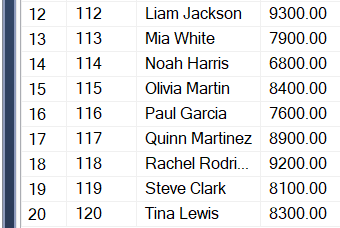 12 112 Liam Jackson 9300.00
13 113 Mia White 7900.00
14 114 Noah Harris 6800.00
15 115 Olivia Martin 8400.00
16 116 Paul Garcia 7600.00
17 117 Quinn Martinez 8900.00
18 118 Rachel Rodri... 9200.00
19 119 Steve Clark 8100.00
20 120 Tina Lewis 8300.00